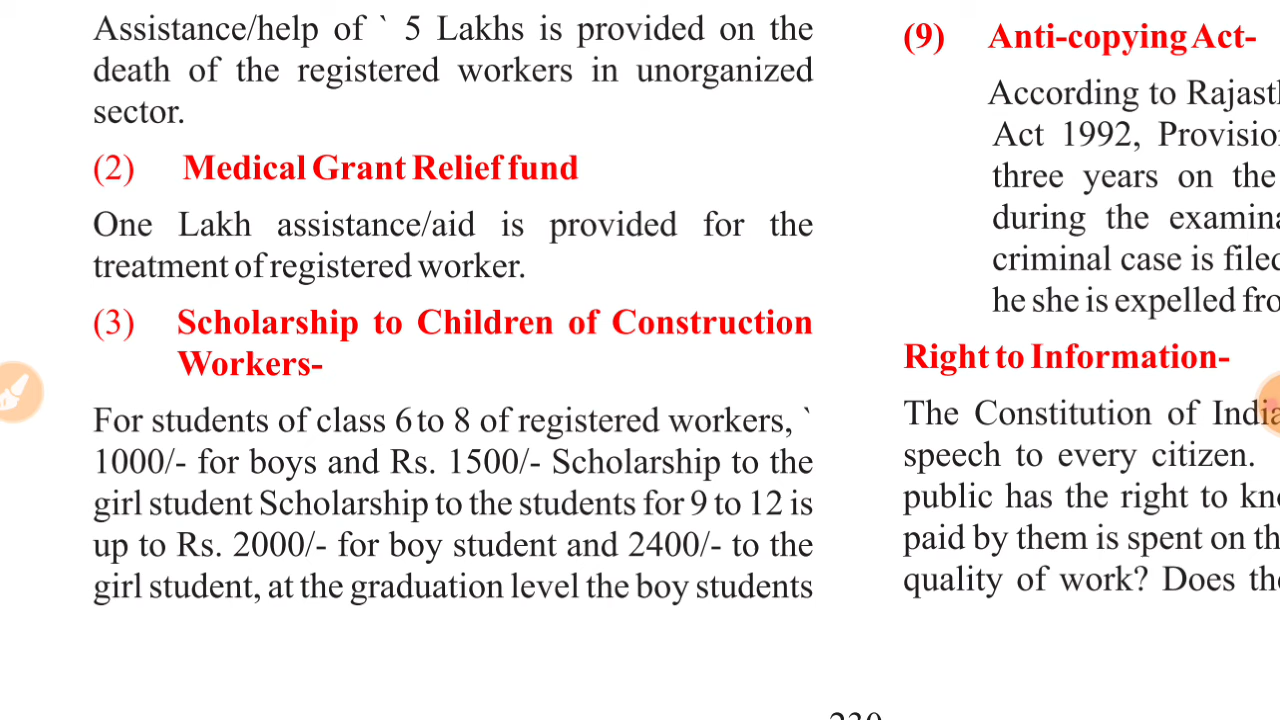 Assistance/help of ` 5 Lakhs is provided on the
death of the registered workers in unorganized
sector.
(2) Medical Grant Relief fund
One Lakh assistance/aid is provided for the
treatment of registered worker.
(3) Scholarship to Children of Construction
Workers-
For students of class 6 to 8 of registered workers, `
1000/- for boys and Rs. 1500/- Scholarship to the
girl student Scholarship to the students for 9 to 12 is
up to Rs. 2000/- for boy student and 2400/- to the
girl student, at the graduation level the boy students
(9) Anti-copying Act-
According to
Act 1992,
three years on the
during the
criminal case is
he she is expelled
Right to Information-
The Constitution of
speech to every citizen.
public has the right to
paid by them is spent on
quality of work? Does